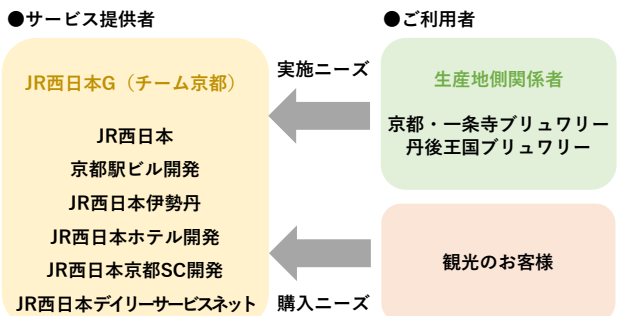 ●サービス提供者
JR西日本G（チーム京都）
JR西日本
京都駅ビル開発
JR西日本伊勢丹
JR西日本ホテル開発
JR西日本京都SC開発
JR西日本デイリーサービスネット
実施ニーズ
購入ニーズ
●ご利用者
生産地側関係者
京都・一条寺ブリュワリー
丹後王国ブリュワリー
観光のお客様